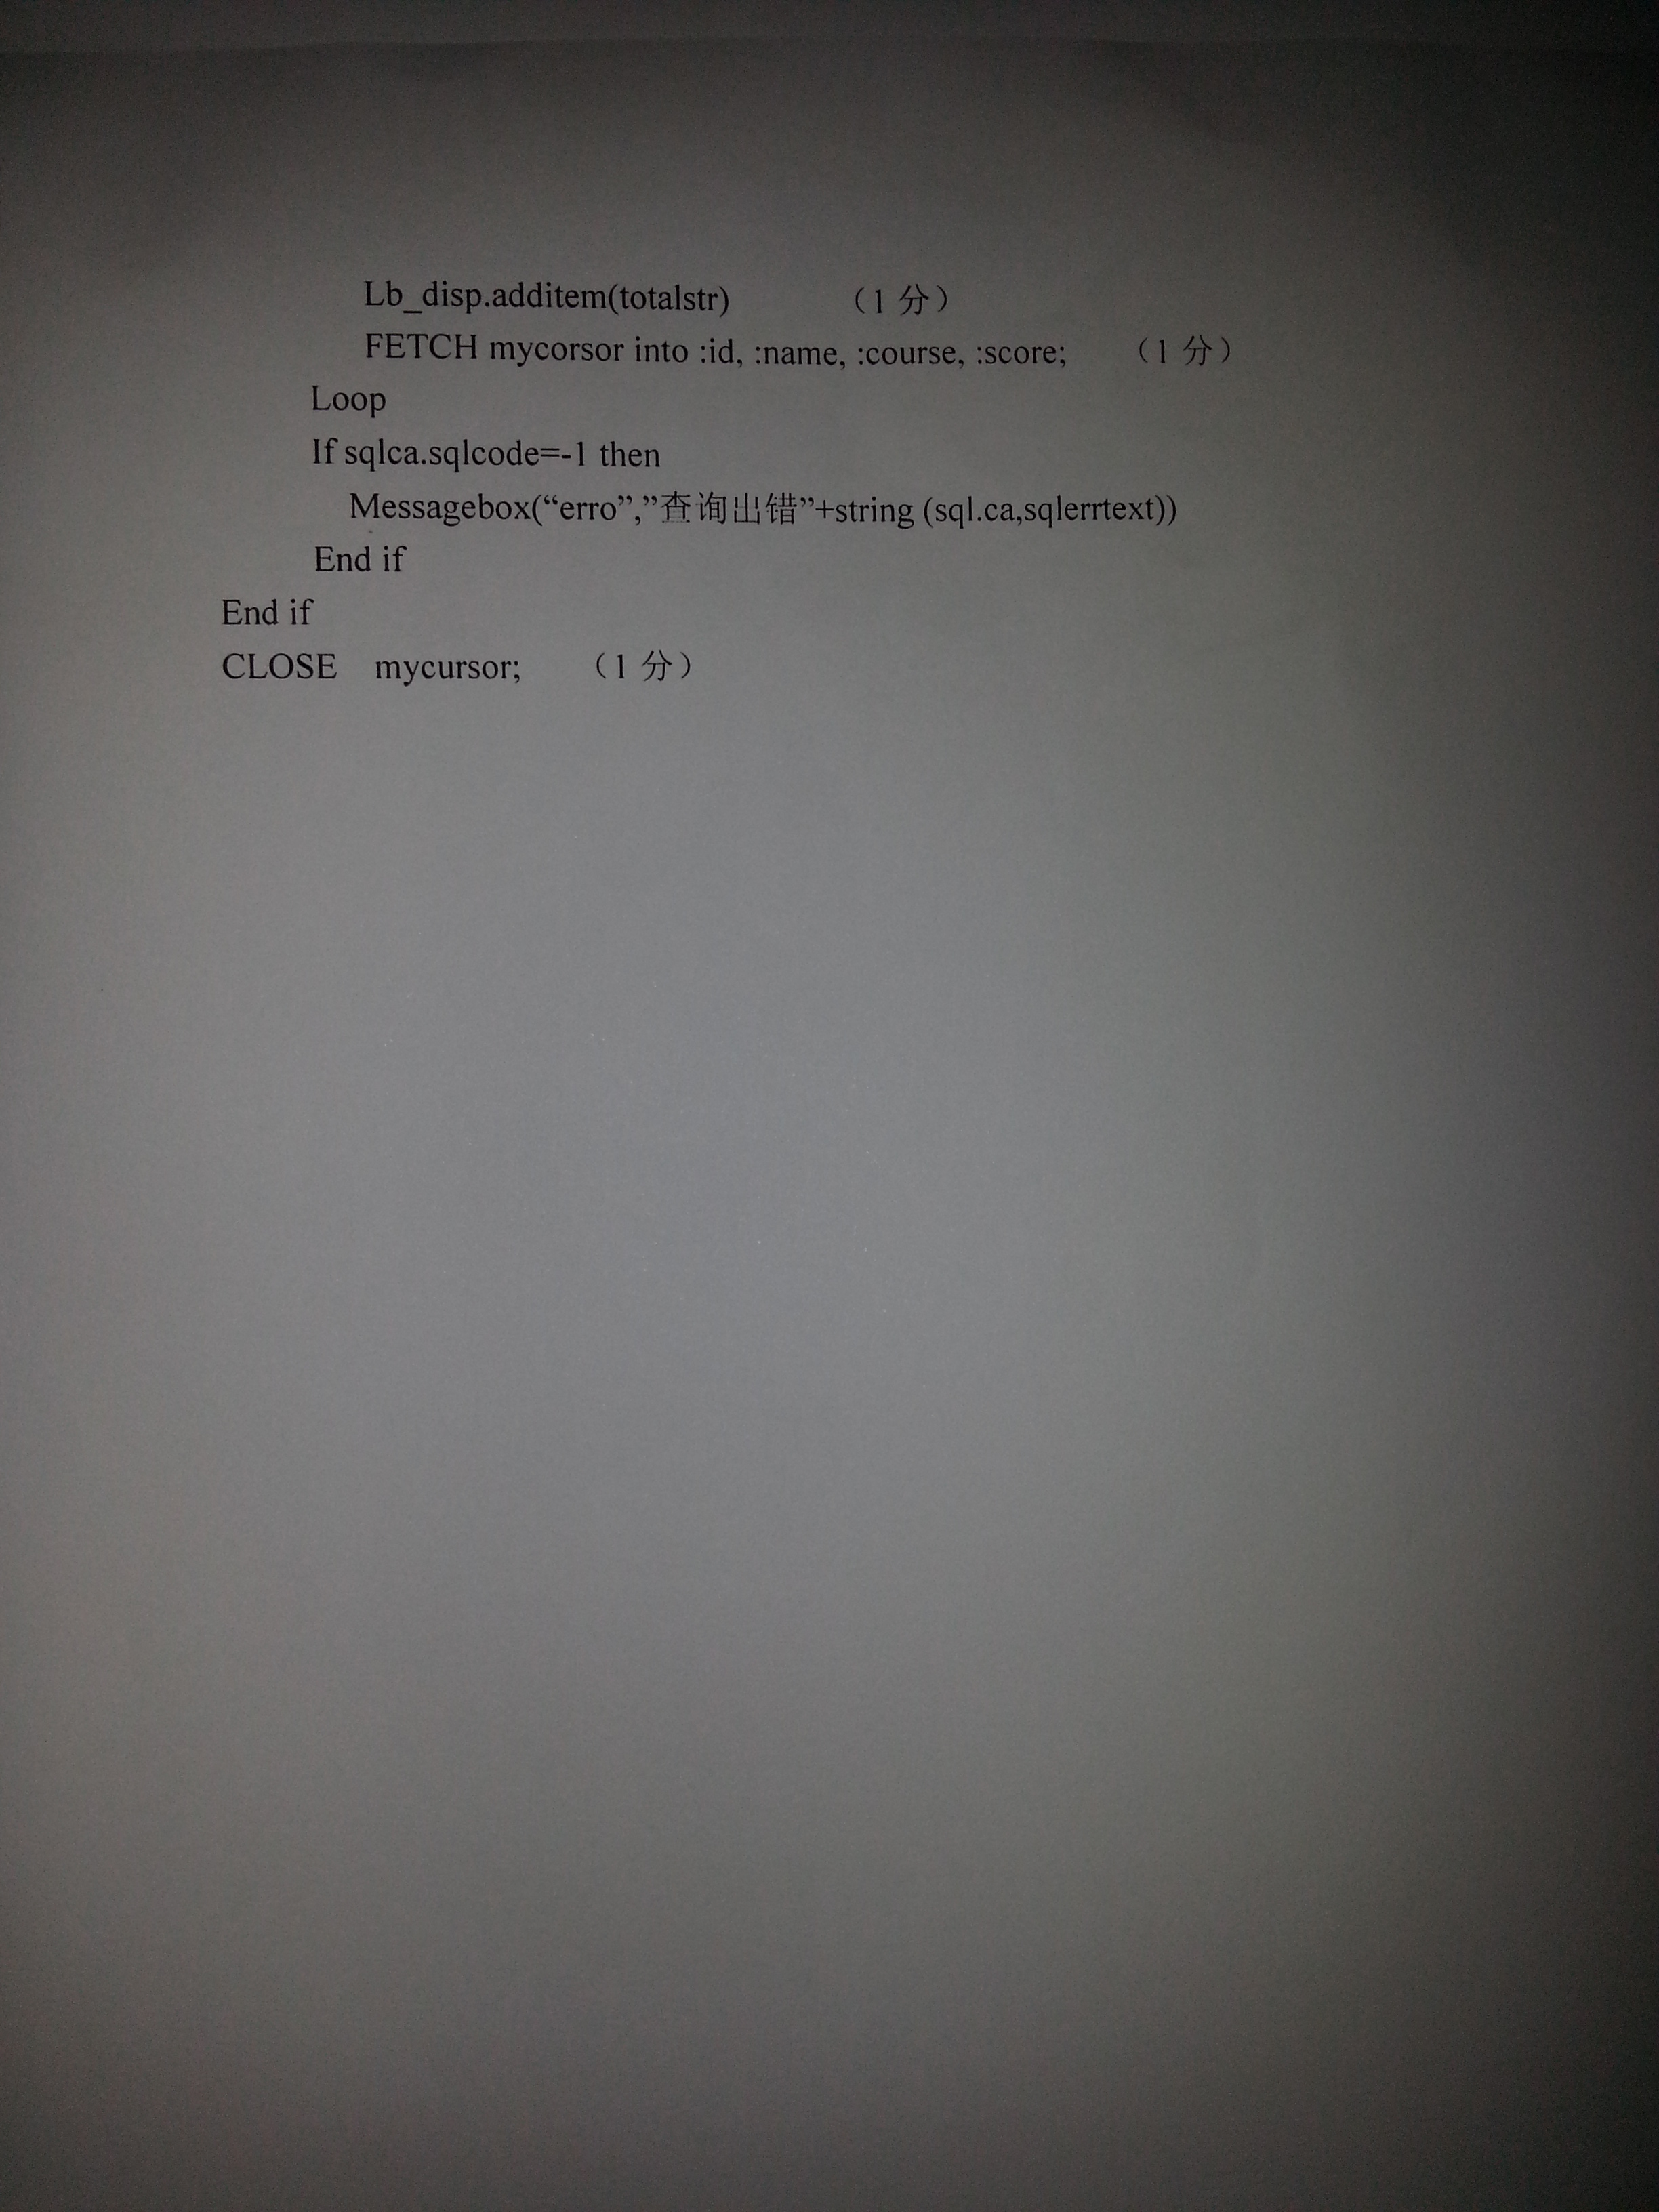 Lb_disp.additem(totalstr) （1 分）
FETCH mycorsor into :id, :name, :course, :score; （1 分）
Loop
If sqlca.sqlcode=-1 then
Messagebox(“erro”,”查询出错”+string (sql.ca,sqlerrtext))
End if
End if
CLOSE mycursor; （1 分）